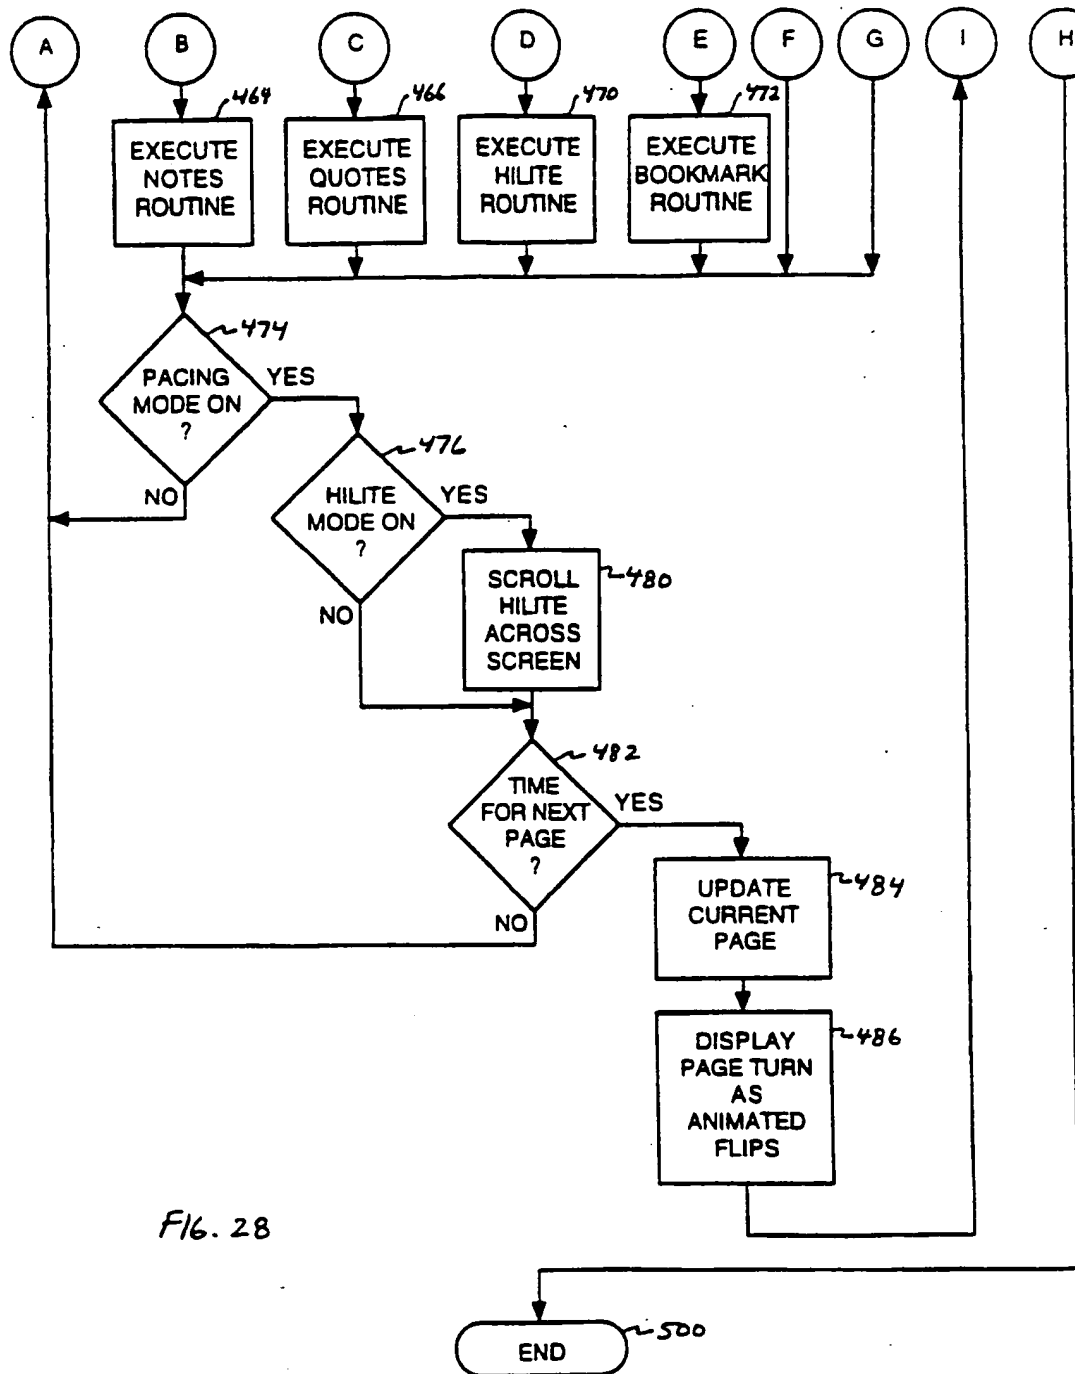 A
B
C
D
E
F
G
I
H
464
466
470
472
EXECUTE
NOTES
ROUTINE
EXECUTE
QUOTES
ROUTINE
EXECUTE
HILITE
ROUTINE
EXECUTE
BOOKMARK
ROUTINE
474
PACING
MODE ON
?
YES
NO
476
HILITE
MODE ON
?
YES
NO
480
SCROLL
HILITE
ACROSS
SCREEN
482
TIME
FOR NEXT
PAGE
?
YES
NO
484
UPDATE
CURRENT
PAGE
486
DISPLAY
PAGE TURN
AS
ANIMATED
FLIPS
FIG. 28
500
END